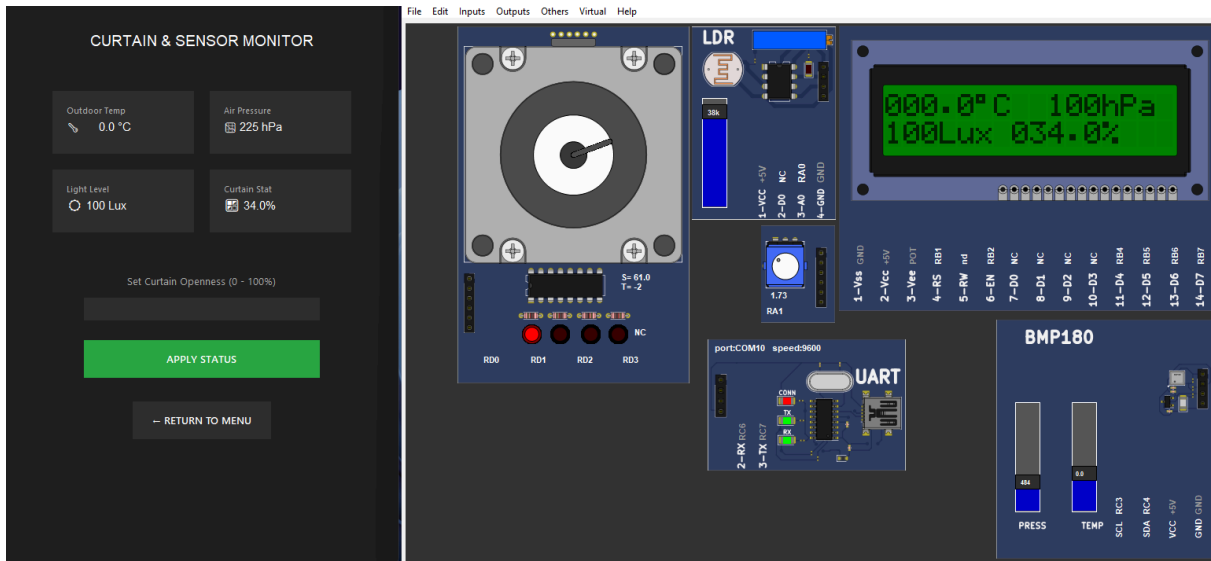 CURTAIN & SENSOR MONITOR
Outdoor Temp
0.0 °C
Air Pressure
225 hPa
Light Level
100 Lux
Curtain Stat
34.0%
Set Curtain Openness (0 - 100%)
APPLY STATUS
← RETURN TO MENU
File Edit Inputs Outputs Others Virtual Help
S= 61.0
T= -2
NC
RD0 RD1 RD2 RD3
LDR
38k
1-VCC +5V
2-DO NC
3-AO RA0
4-GND GND
1.73
RA1
000.0°C 100hPa
100Lux 034.0%
1-Vss GND
2-Vcc +5V
3-Vee POT
4-RS RB1
5-RW nd
6-EN RB2
7-D0 NC
8-D1 NC
9-D2 NC
10-D3 NC
11-D4 RB4
12-D5 RB5
13-D6 RB6
14-D7 RB7
port:COM10 speed:9600
UART
CONN
TX
RX
2-RX RC6
3-TX RC7
BMP180
484
0.0
PRESS
TEMP
SCL RC3
SDA RC4
VCC +5V
GND GND